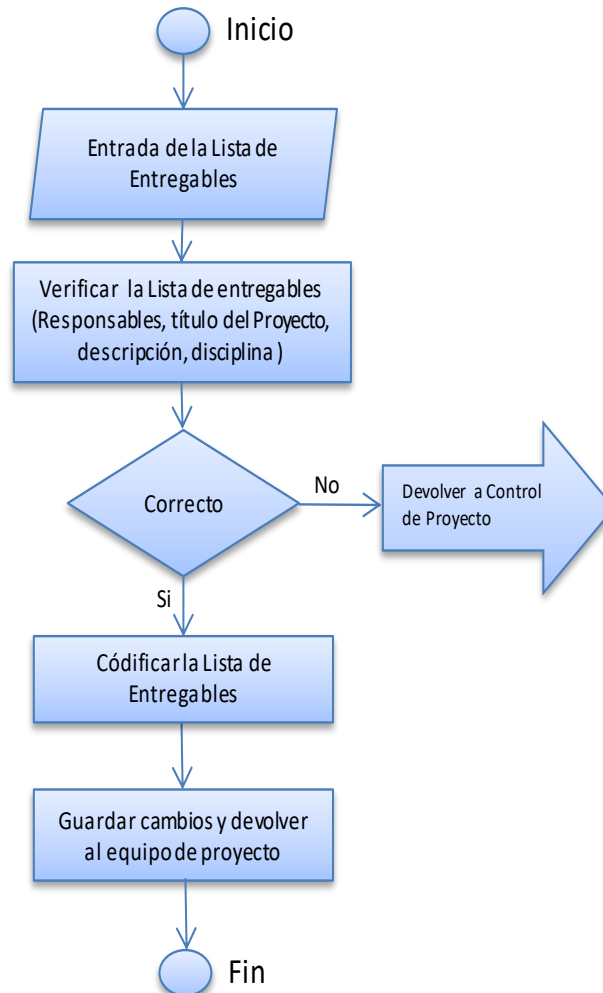 Inicio
Entrada de la Lista de
Entregables
Verificar la Lista de entregables
(Responsables, título del Proyecto,
descripción, disciplina )
Correcto
No
Devolver a Control
de Proyecto
Si
Códificar la Lista de
Entregables
Guardar cambios y devolver
al equipo de proyecto
Fin